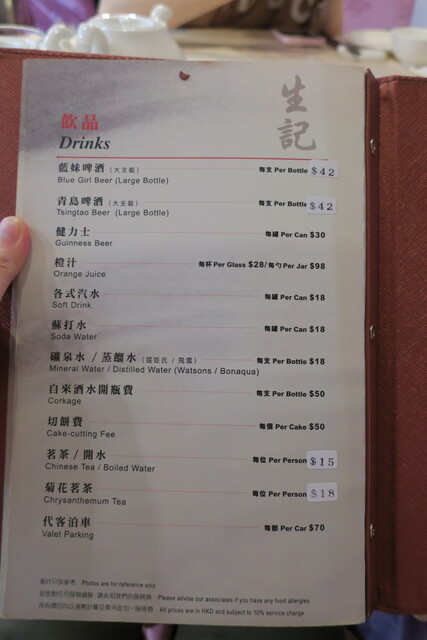 生記
飲品
Drinks
藍妹啤酒 (大支裝) 每支 Per Bottle $42
Blue Girl Beer (Large Bottle)
青島啤酒 (大支裝) 每支 Per Bottle $42
Tsingtao Beer (Large Bottle)
健力士 每罐 Per Can $30
Guinness Beer
橙汁 每杯 Per Glass $28/每勺 Per Jar $98
Orange Juice
各式汽水 每罐 Per Can $18
Soft Drink
蘇打水 每罐 Per Can $18
Soda Water
礦泉水 / 蒸餾水 (屈臣氏 / 飛雪) 每支 Per Bottle $18
Mineral Water / Distilled Water (Watsons / Bonaqua)
自來酒水開瓶費 每支 Per Bottle $50
Corkage
切餅費 每個 Per Cake $50
Cake-cutting Fee
茗茶 / 開水 每位 Per Person $15
Chinese Tea / Boiled Water
菊花茗茶 每位 Per Person $18
Chrysanthemum Tea
代客泊車 每部 Per Car $70
Valet Parking
相片只供參考 Photos are for reference only
Please advise our associates if you have any food allergies
All prices are in HKD and subject to 10% service charge